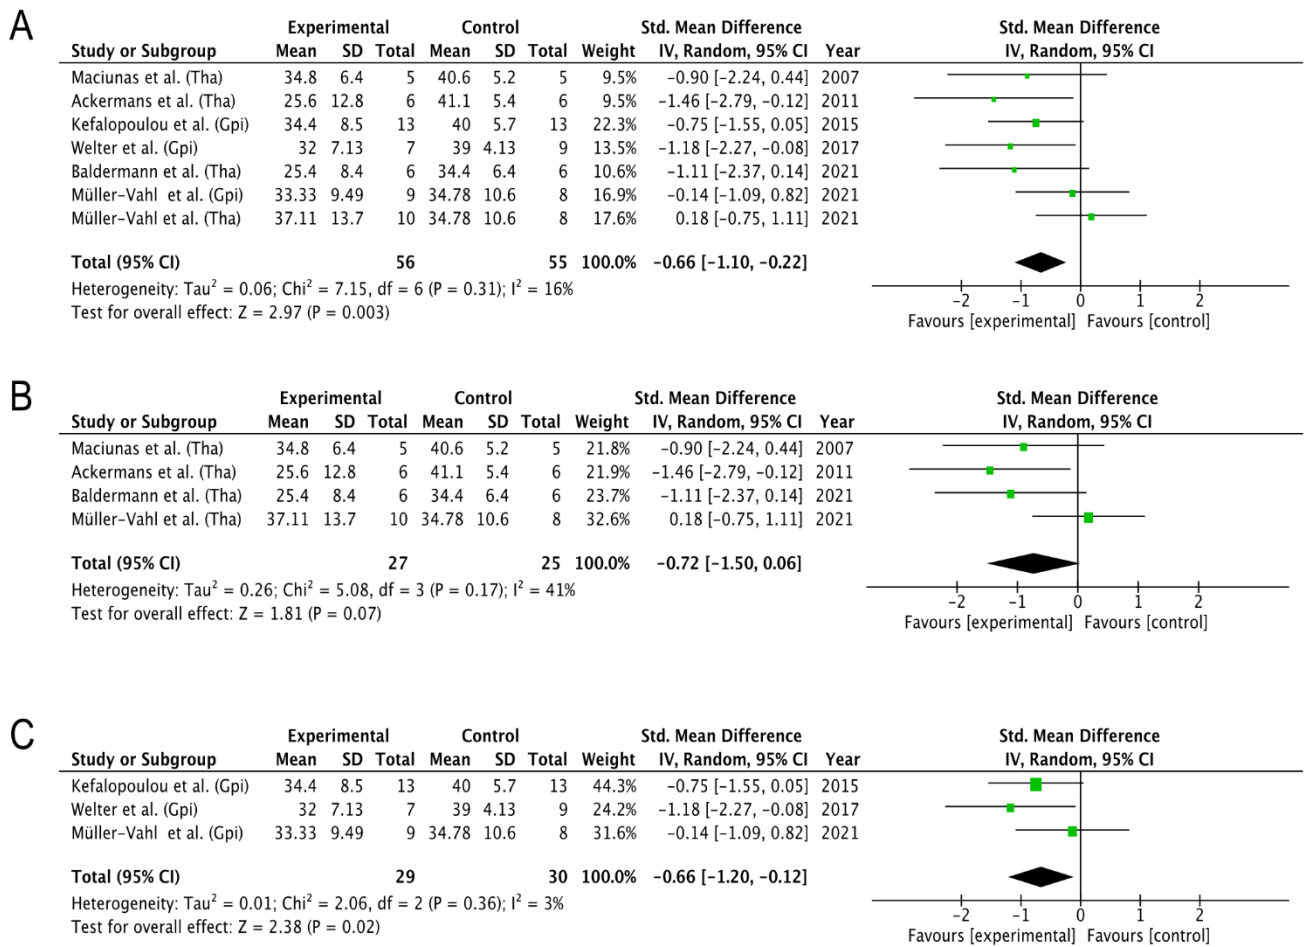 A
Experimental Control Std. Mean Difference Std. Mean Difference
Study or Subgroup Mean SD Total Mean SD Total Weight IV, Random, 95% CI Year IV, Random, 95% CI
Maciunas et al. (Tha) 34.8 6.4 5 40.6 5.2 5 9.5% −0.90 [−2.24, 0.44] 2007
Ackermans et al. (Tha) 25.6 12.8 6 41.1 5.4 6 9.5% −1.46 [−2.79, −0.12] 2011
Kefalopoulou et al. (Gpi) 34.4 8.5 13 40 5.7 13 22.3% −0.75 [−1.55, 0.05] 2015
Welter et al. (Gpi) 32 7.13 7 39 4.13 9 13.5% −1.18 [−2.27, −0.08] 2017
Baldermann et al. (Tha) 25.4 8.4 6 34.4 6.4 6 10.6% −1.11 [−2.37, 0.14] 2021
Müller−Vahl et al. (Gpi) 33.33 9.49 9 34.78 10.6 8 16.9% −0.14 [−1.09, 0.82] 2021
Müller−Vahl et al. (Tha) 37.11 13.7 10 34.78 10.6 8 17.6% 0.18 [−0.75, 1.11] 2021
Total (95% CI) 56 55 100.0% −0.66 [−1.10, −0.22]
Heterogeneity: Tau² = 0.06; Chi² = 7.15, df = 6 (P = 0.31); I² = 16%
Test for overall effect: Z = 2.97 (P = 0.003)
−2 −1 0 1 2
Favours [experimental] Favours [control]
B
Experimental Control Std. Mean Difference Std. Mean Difference
Study or Subgroup Mean SD Total Mean SD Total Weight IV, Random, 95% CI Year IV, Random, 95% CI
Maciunas et al. (Tha) 34.8 6.4 5 40.6 5.2 5 21.8% −0.90 [−2.24, 0.44] 2007
Ackermans et al. (Tha) 25.6 12.8 6 41.1 5.4 6 21.9% −1.46 [−2.79, −0.12] 2011
Baldermann et al. (Tha) 25.4 8.4 6 34.4 6.4 6 23.7% −1.11 [−2.37, 0.14] 2021
Müller−Vahl et al. (Tha) 37.11 13.7 10 34.78 10.6 8 32.6% 0.18 [−0.75, 1.11] 2021
Total (95% CI) 27 25 100.0% −0.72 [−1.50, 0.06]
Heterogeneity: Tau² = 0.26; Chi² = 5.08, df = 3 (P = 0.17); I² = 41%
Test for overall effect: Z = 1.81 (P = 0.07)
−2 −1 0 1 2
Favours [experimental] Favours [control]
C
Experimental Control Std. Mean Difference Std. Mean Difference
Study or Subgroup Mean SD Total Mean SD Total Weight IV, Random, 95% CI Year IV, Random, 95% CI
Kefalopoulou et al. (Gpi) 34.4 8.5 13 40 5.7 13 44.3% −0.75 [−1.55, 0.05] 2015
Welter et al. (Gpi) 32 7.13 7 39 4.13 9 24.2% −1.18 [−2.27, −0.08] 2017
Müller−Vahl et al. (Gpi) 33.33 9.49 9 34.78 10.6 8 31.6% −0.14 [−1.09, 0.82] 2021
Total (95% CI) 29 30 100.0% −0.66 [−1.20, −0.12]
Heterogeneity: Tau² = 0.01; Chi² = 2.06, df = 2 (P = 0.36); I² = 3%
Test for overall effect: Z = 2.38 (P = 0.02)
−2 −1 0 1 2
Favours [experimental] Favours [control]